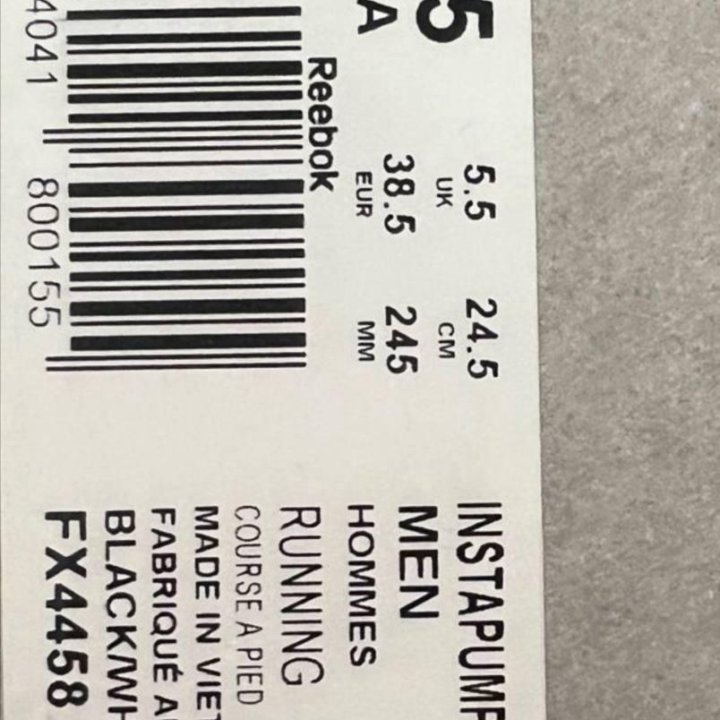 5
A
5.5
UK
24.5
CM
38.5
EUR
245
MM
Reebok
4041 800155
INSTAPUMP
MEN
HOMMES
RUNNING
COURSE A PIED
MADE IN VIET
FABRIQUÉ A
BLACK/WH
FX4458